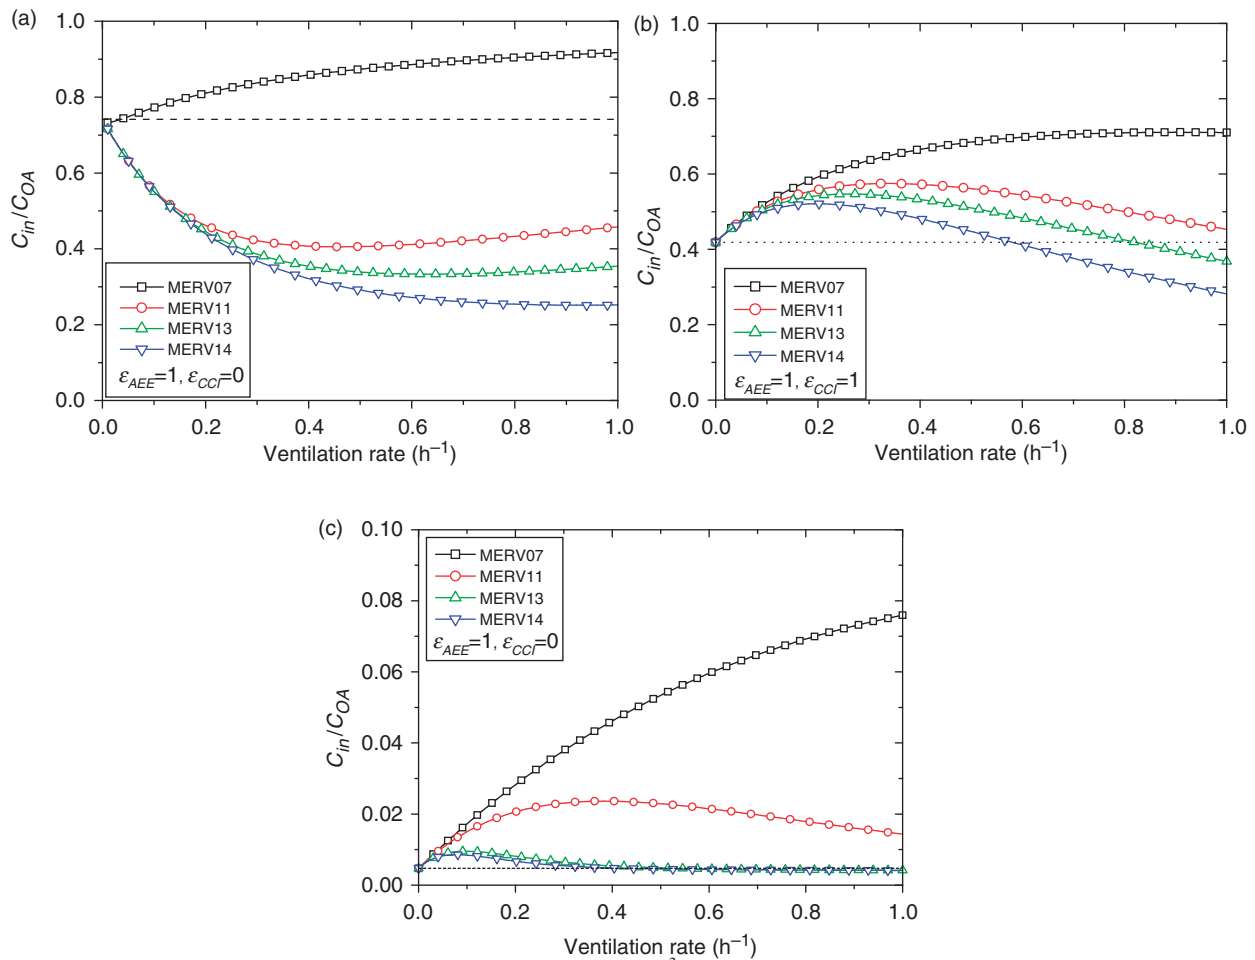 (a)
1.0
0.8
0.6
0.4
0.2
0.0
C_in/C_OA
MERV07
MERV11
MERV13
MERV14
ε_AEE=1, ε_CCI=0
0.0 0.2 0.4 0.6 0.8 1.0
Ventilation rate (h⁻¹)
(b)
1.0
0.8
0.6
0.4
0.2
0.0
C_in/C_OA
MERV07
MERV11
MERV13
MERV14
ε_AEE=1, ε_CCI=1
0.0 0.2 0.4 0.6 0.8 1.0
Ventilation rate (h⁻¹)
(c)
0.10
0.08
0.06
0.04
0.02
0.00
C_in/C_OA
MERV07
MERV11
MERV13
MERV14
ε_AEE=1, ε_CCI=0
0.0 0.2 0.4 0.6 0.8 1.0
Ventilation rate (h⁻¹)